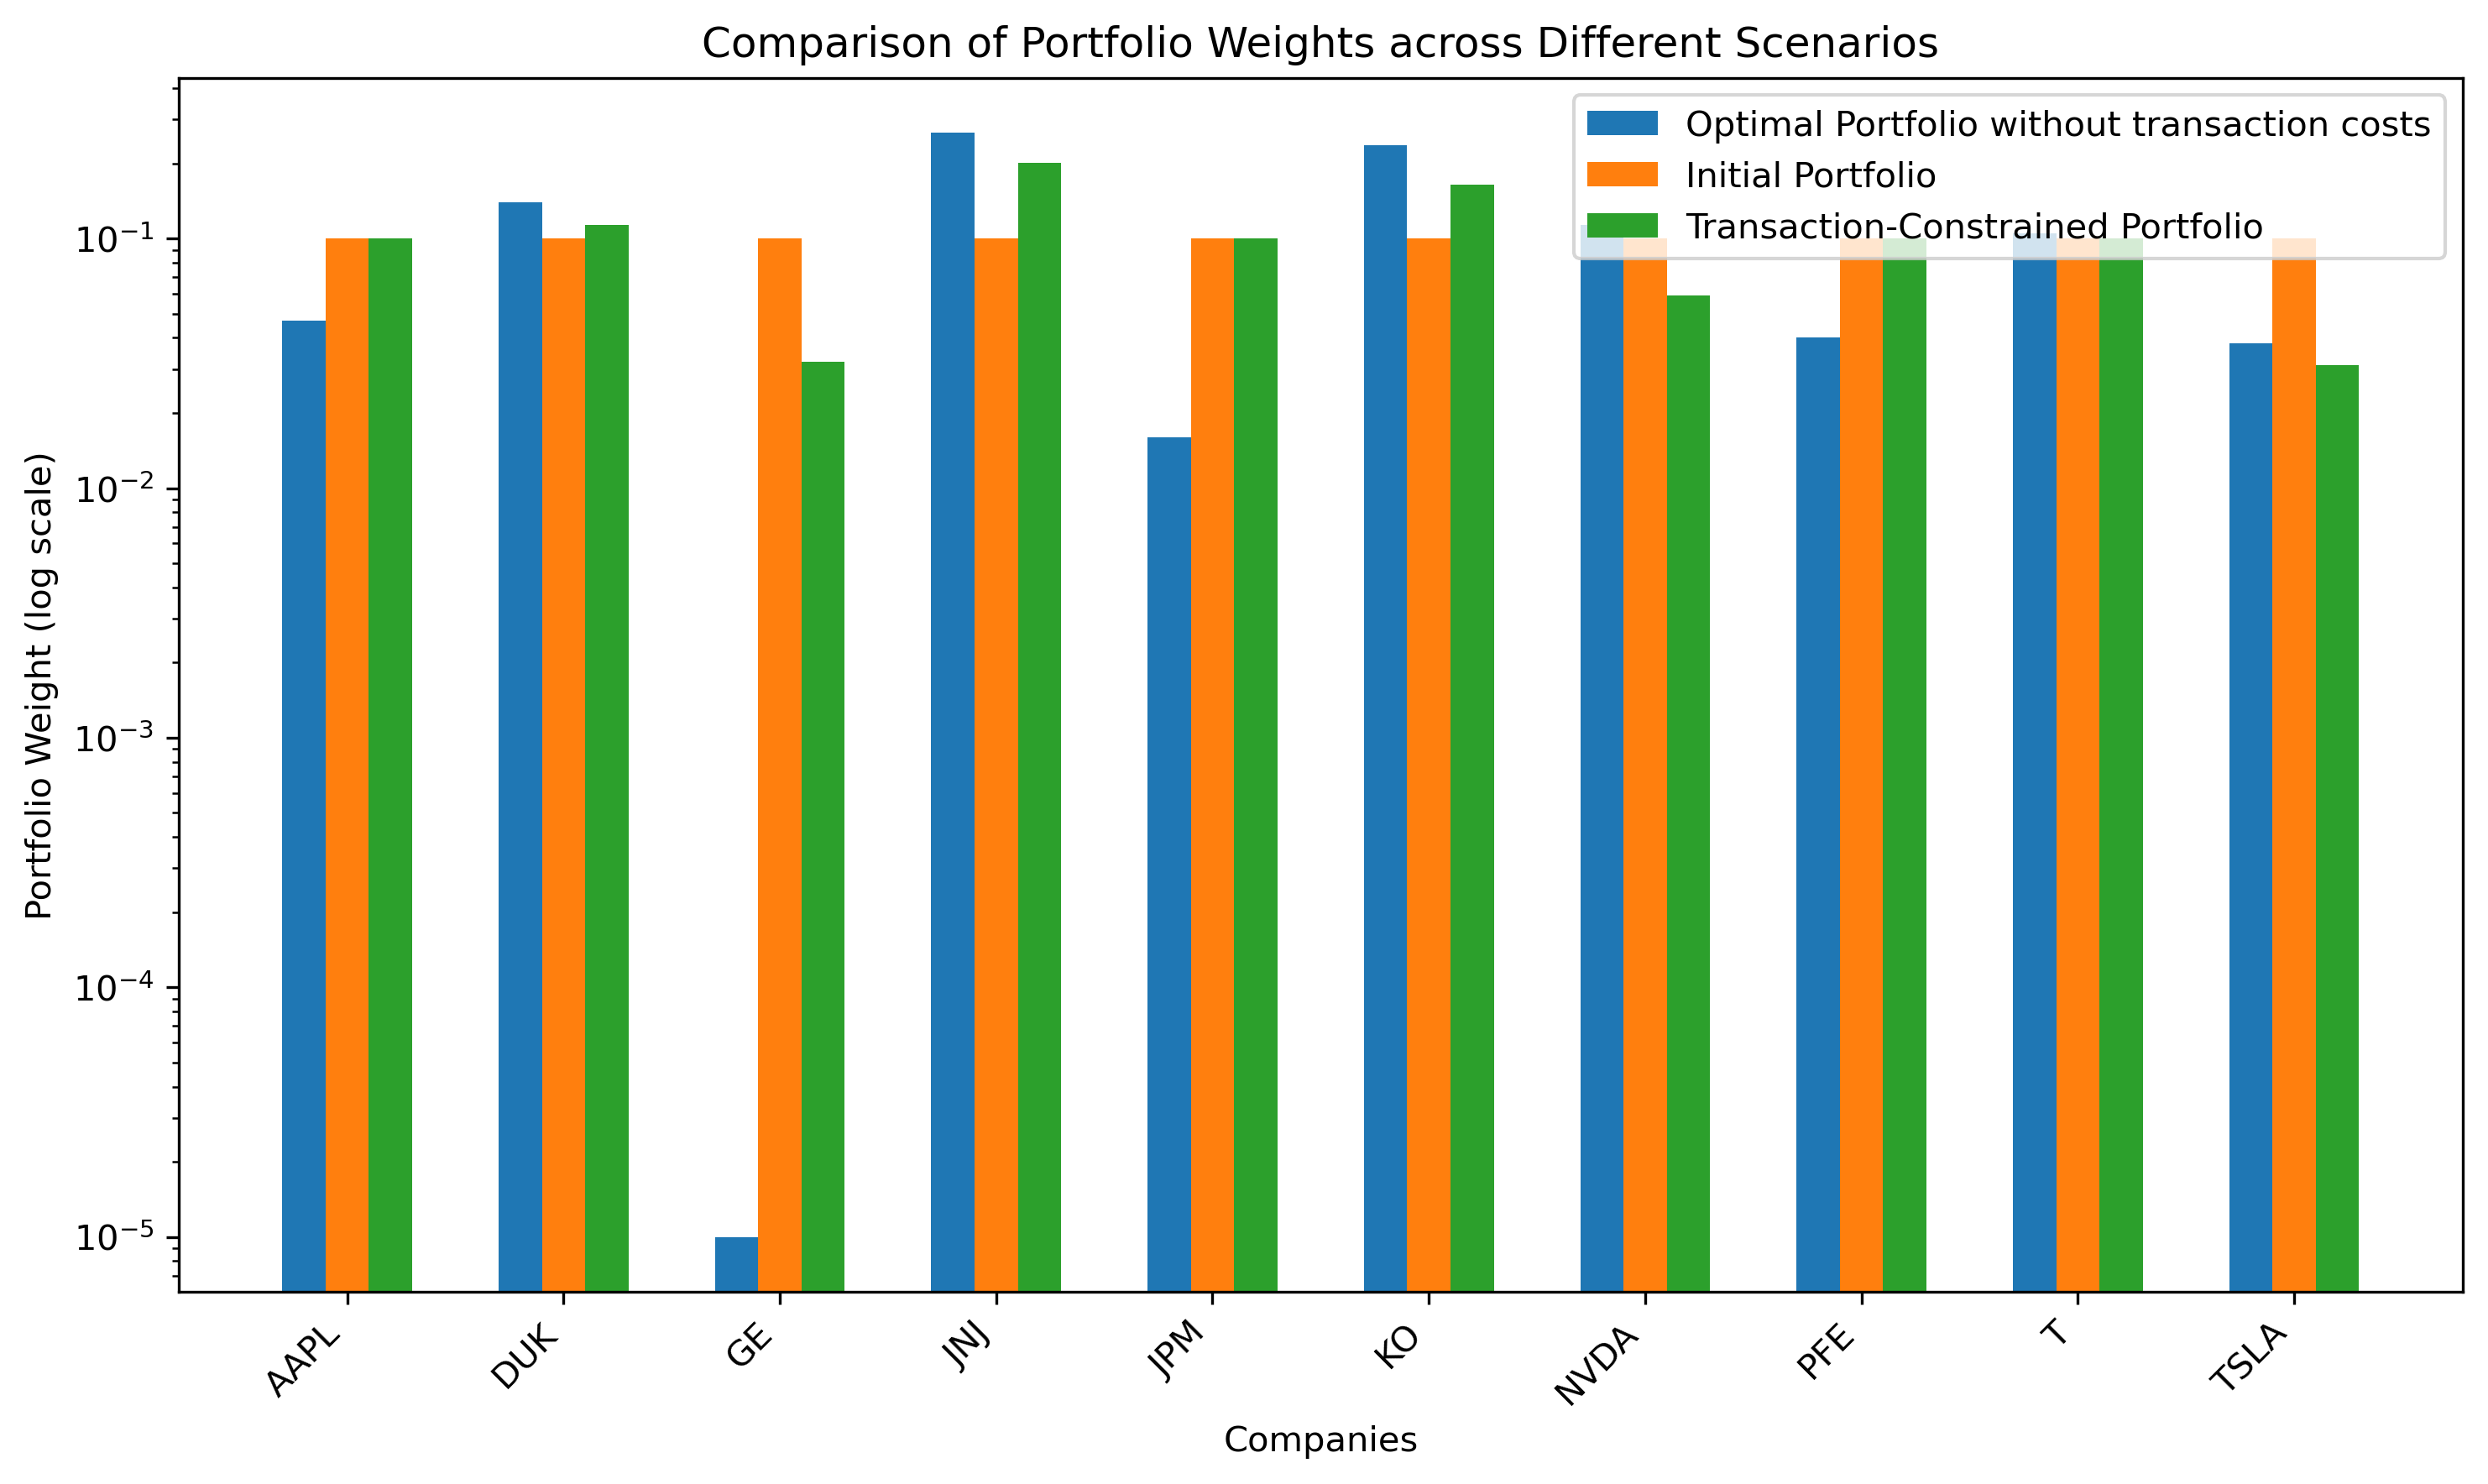 Comparison of Portfolio Weights across Different Scenarios
Optimal Portfolio without transaction costs
Initial Portfolio
Transaction-Constrained Portfolio
Portfolio Weight (log scale)
10⁻¹
10⁻²
10⁻³
10⁻⁴
10⁻⁵
AAPL
DUK
GE
JNJ
JPM
KO
NVDA
PFE
T
TSLA
Companies